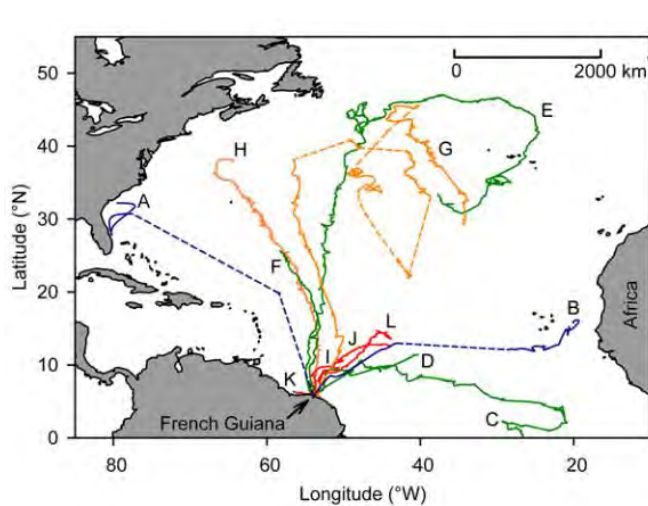 50
40
30
20
10
0
80
60
40
20
Latitude (°N)
Longitude (°W)
0 2000 km
E
H
G
A
F
B
L
J
D
I
K
C
French Guiana
Africa